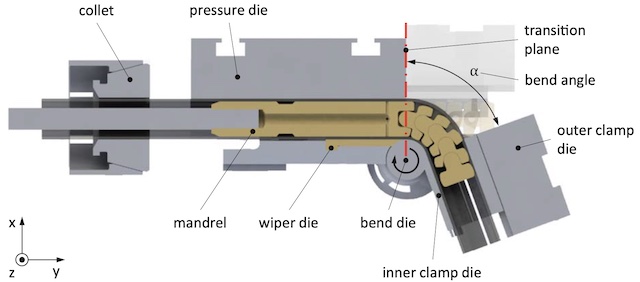 collet
pressure die
transition
plane
α
bend angle
outer clamp
die
mandrel
wiper die
bend die
inner clamp die
x
z
y